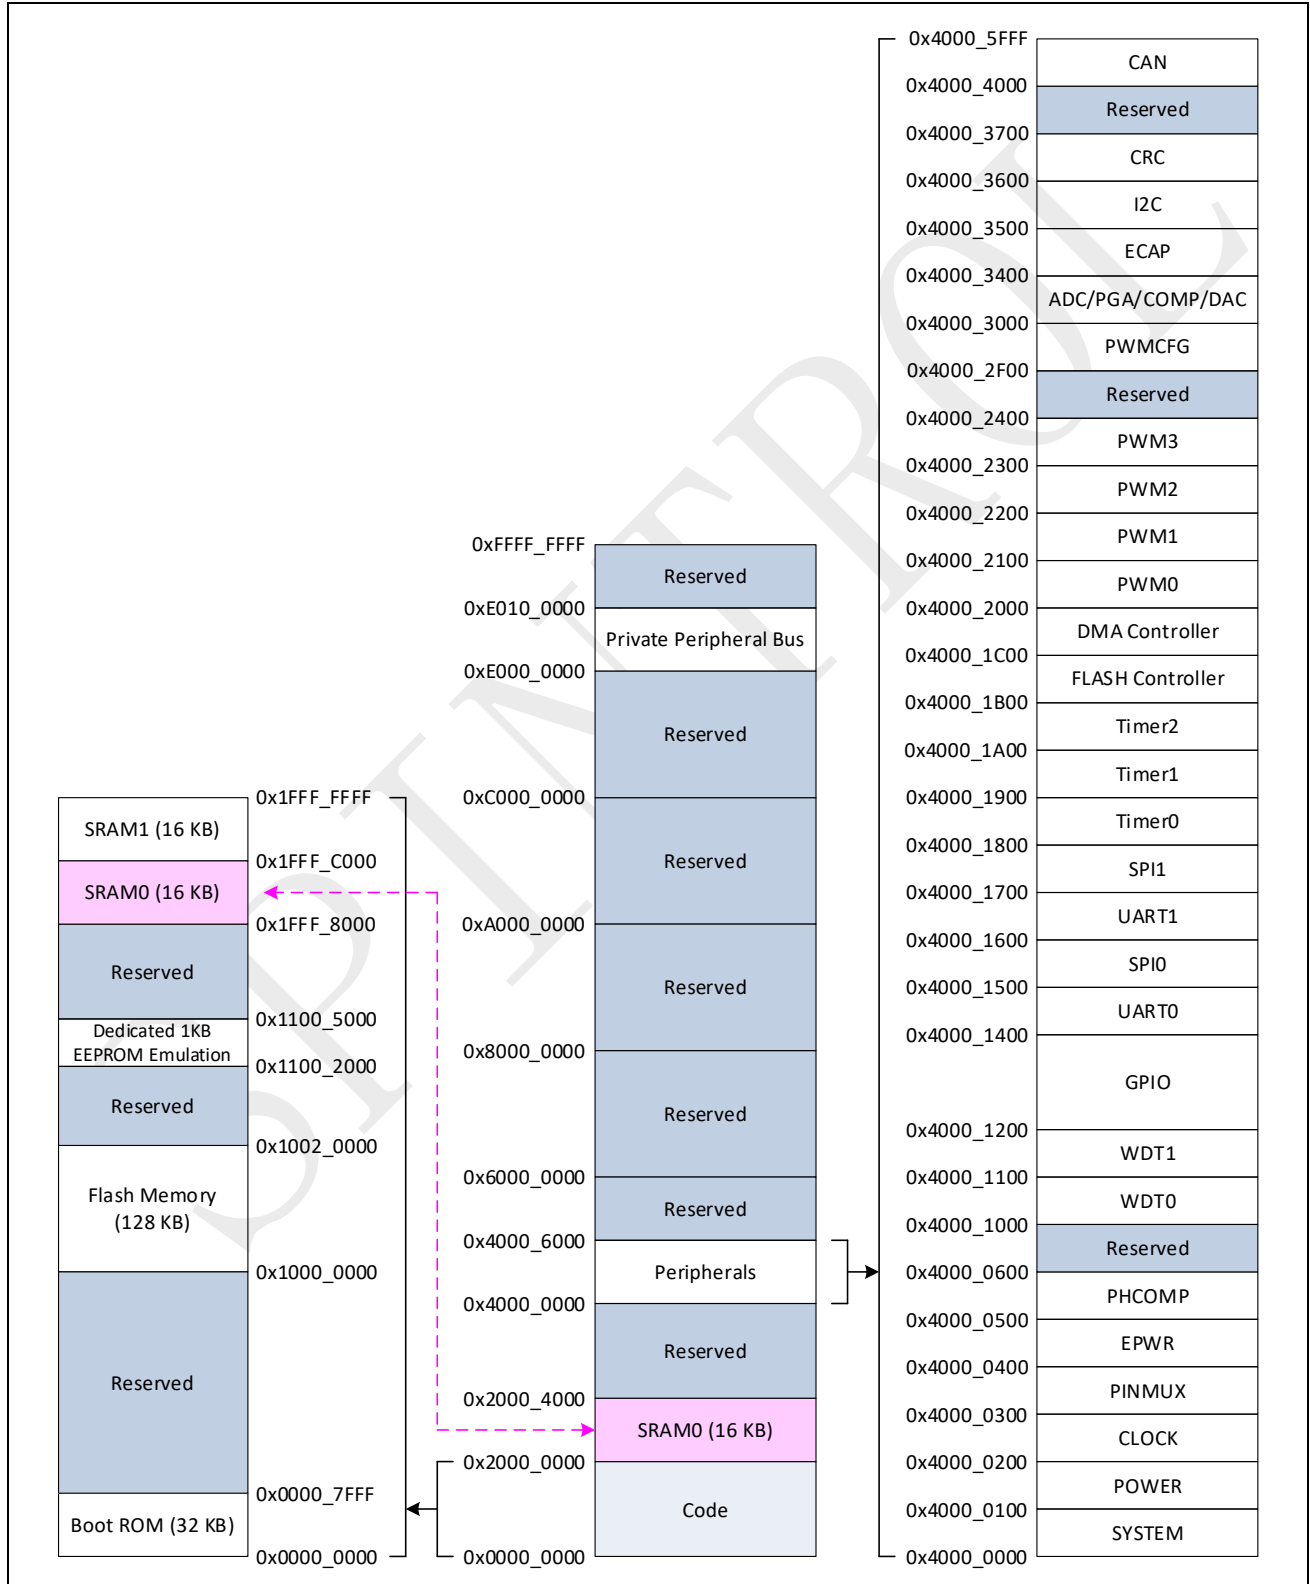 SPINTROL
0x1FFF_FFFF
SRAM1 (16 KB)
0x1FFF_C000
SRAM0 (16 KB)
0x1FFF_8000
Reserved
0x1100_5000
Dedicated 1KB
EEPROM Emulation
0x1100_2000
Reserved
0x1002_0000
Flash Memory
(128 KB)
0x1000_0000
Reserved
0x0000_7FFF
Boot ROM (32 KB)
0x0000_0000
0xFFFF_FFFF
Reserved
0xE010_0000
Private Peripheral Bus
0xE000_0000
Reserved
0xC000_0000
Reserved
0xA000_0000
Reserved
0x8000_0000
Reserved
0x6000_0000
Reserved
0x4000_6000
Peripherals
0x4000_0000
Reserved
0x2000_4000
SRAM0 (16 KB)
0x2000_0000
Code
0x0000_0000
0x4000_5FFF
CAN
0x4000_4000
Reserved
0x4000_3700
CRC
0x4000_3600
I2C
0x4000_3500
ECAP
0x4000_3400
ADC/PGA/COMP/DAC
0x4000_3000
PWMCFG
0x4000_2F00
Reserved
0x4000_2400
PWM3
0x4000_2300
PWM2
0x4000_2200
PWM1
0x4000_2100
PWM0
0x4000_2000
DMA Controller
0x4000_1C00
FLASH Controller
0x4000_1B00
Timer2
0x4000_1A00
Timer1
0x4000_1900
Timer0
0x4000_1800
SPI1
0x4000_1700
UART1
0x4000_1600
SPI0
0x4000_1500
UART0
0x4000_1400
GPIO
0x4000_1200
WDT1
0x4000_1100
WDT0
0x4000_1000
Reserved
0x4000_0600
PHCOMP
0x4000_0500
EPWR
0x4000_0400
PINMUX
0x4000_0300
CLOCK
0x4000_0200
POWER
0x4000_0100
SYSTEM
0x4000_0000